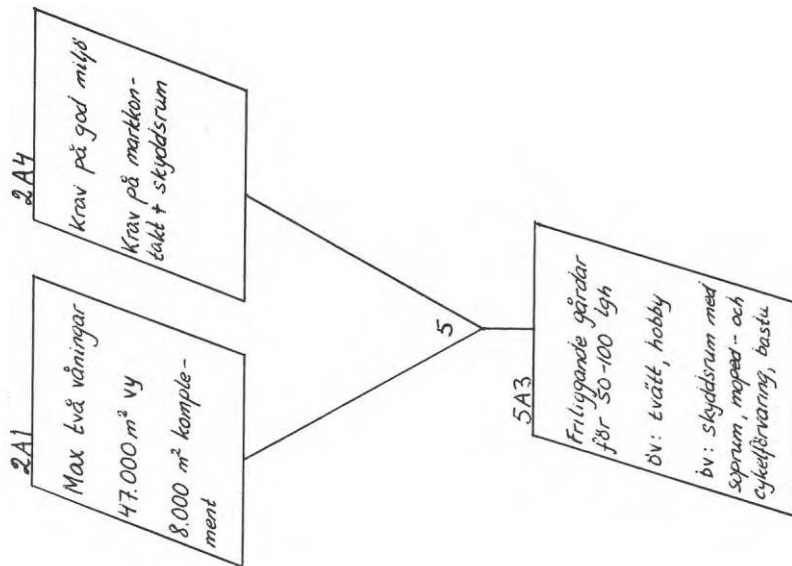 2A1
Max två våningar
47.000 m² vy
8.000 m² komple-
ment
2A4
Krav på god miljö
Krav på markkon-
takt + skyddsrum
5
5A3
Friliggande gårdar
för 50-100 lgh
öv: tvätt, hobby
bv: skyddsrum med
soprum, moped- och
cykelförvaring, bastu